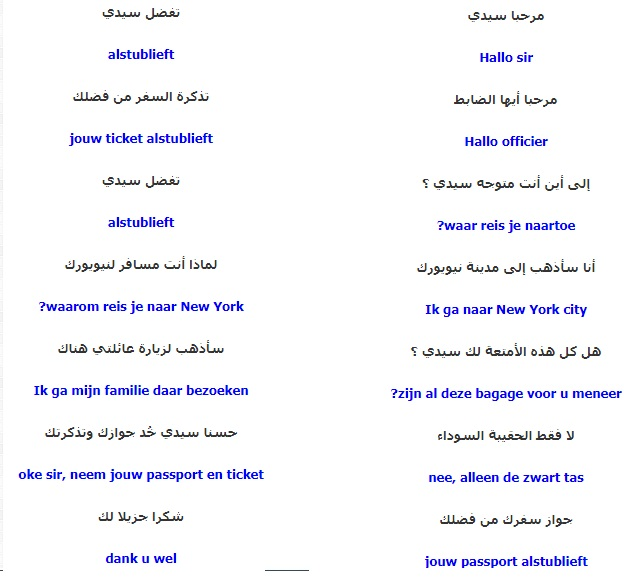 مرحبا سيدي
Hallo sir
مرحبا أيها الضابط
Hallo officier
إلى أين أنت متوجه سيدي ؟
?waar reis je naartoe
أنا سأذهب إلى مدينة نيويورك
Ik ga naar New York city
هل كل هذه الأمتعة لك سيدي ؟
?zijn al deze bagage voor u meneer
لا فقط الحقيبة السوداء
nee, alleen de zwart tas
جواز سفرك من فضلك
jouw passport alstublieft
تفضل سيدي
alstublieft
تذكرة السفر من فضلك
jouw ticket alstublieft
تفضل سيدي
alstublieft
لماذا أنت مسافر لنيويورك
?waarom reis je naar New York
سأذهب لزيارة عائلتي هناك
Ik ga mijn familie daar bezoeken
حسنا سيدي خُد جوازك وتذكرتك
oke sir, neem jouw passport en ticket
شكرا جزيلا لك
dank u wel